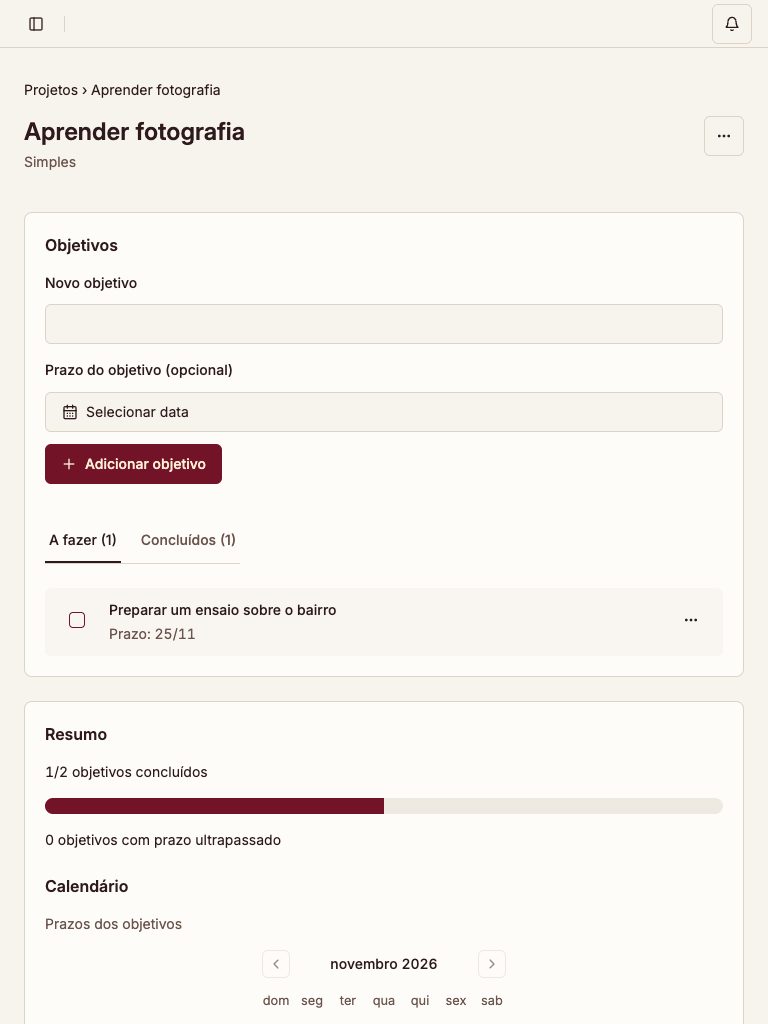 Projetos › Aprender fotografia
Aprender fotografia
Simples
Objetivos
Novo objetivo
Prazo do objetivo (opcional)
Selecionar data
Adicionar objetivo
A fazer (1) Concluídos (1)
Preparar um ensaio sobre o bairro
Prazo: 25/11
Resumo
1/2 objetivos concluídos
0 objetivos com prazo ultrapassado
Calendário
Prazos dos objetivos
novembro 2026
dom seg ter qua qui sex sab